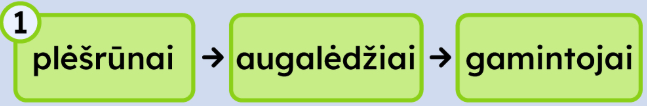 1
plėšrūnai → augalėdžiai → gamintojai